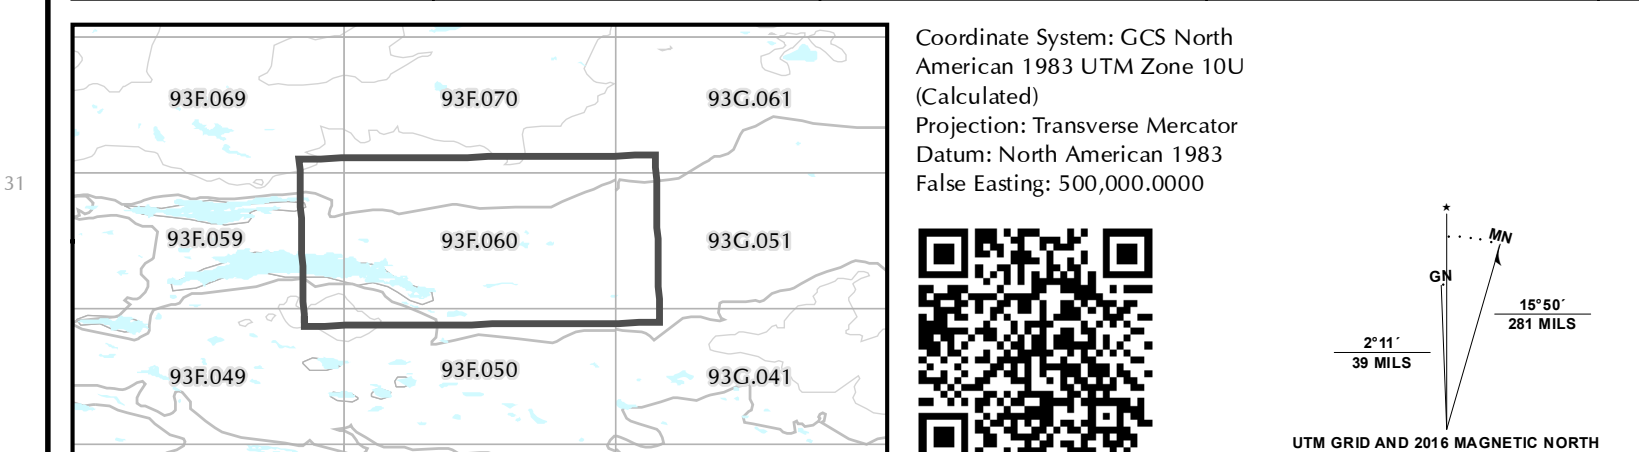 31
93F.069
93F.070
93G.061
93F.059
93F.060
93G.051
93F.049
93F.050
93G.041
Coordinate System: GCS North
American 1983 UTM Zone 10U
(Calculated)
Projection: Transverse Mercator
Datum: North American 1983
False Easting: 500,000.0000
MN
GN
15°50´
281 MILS
2°11´
39 MILS
UTM GRID AND 2016 MAGNETIC NORTH